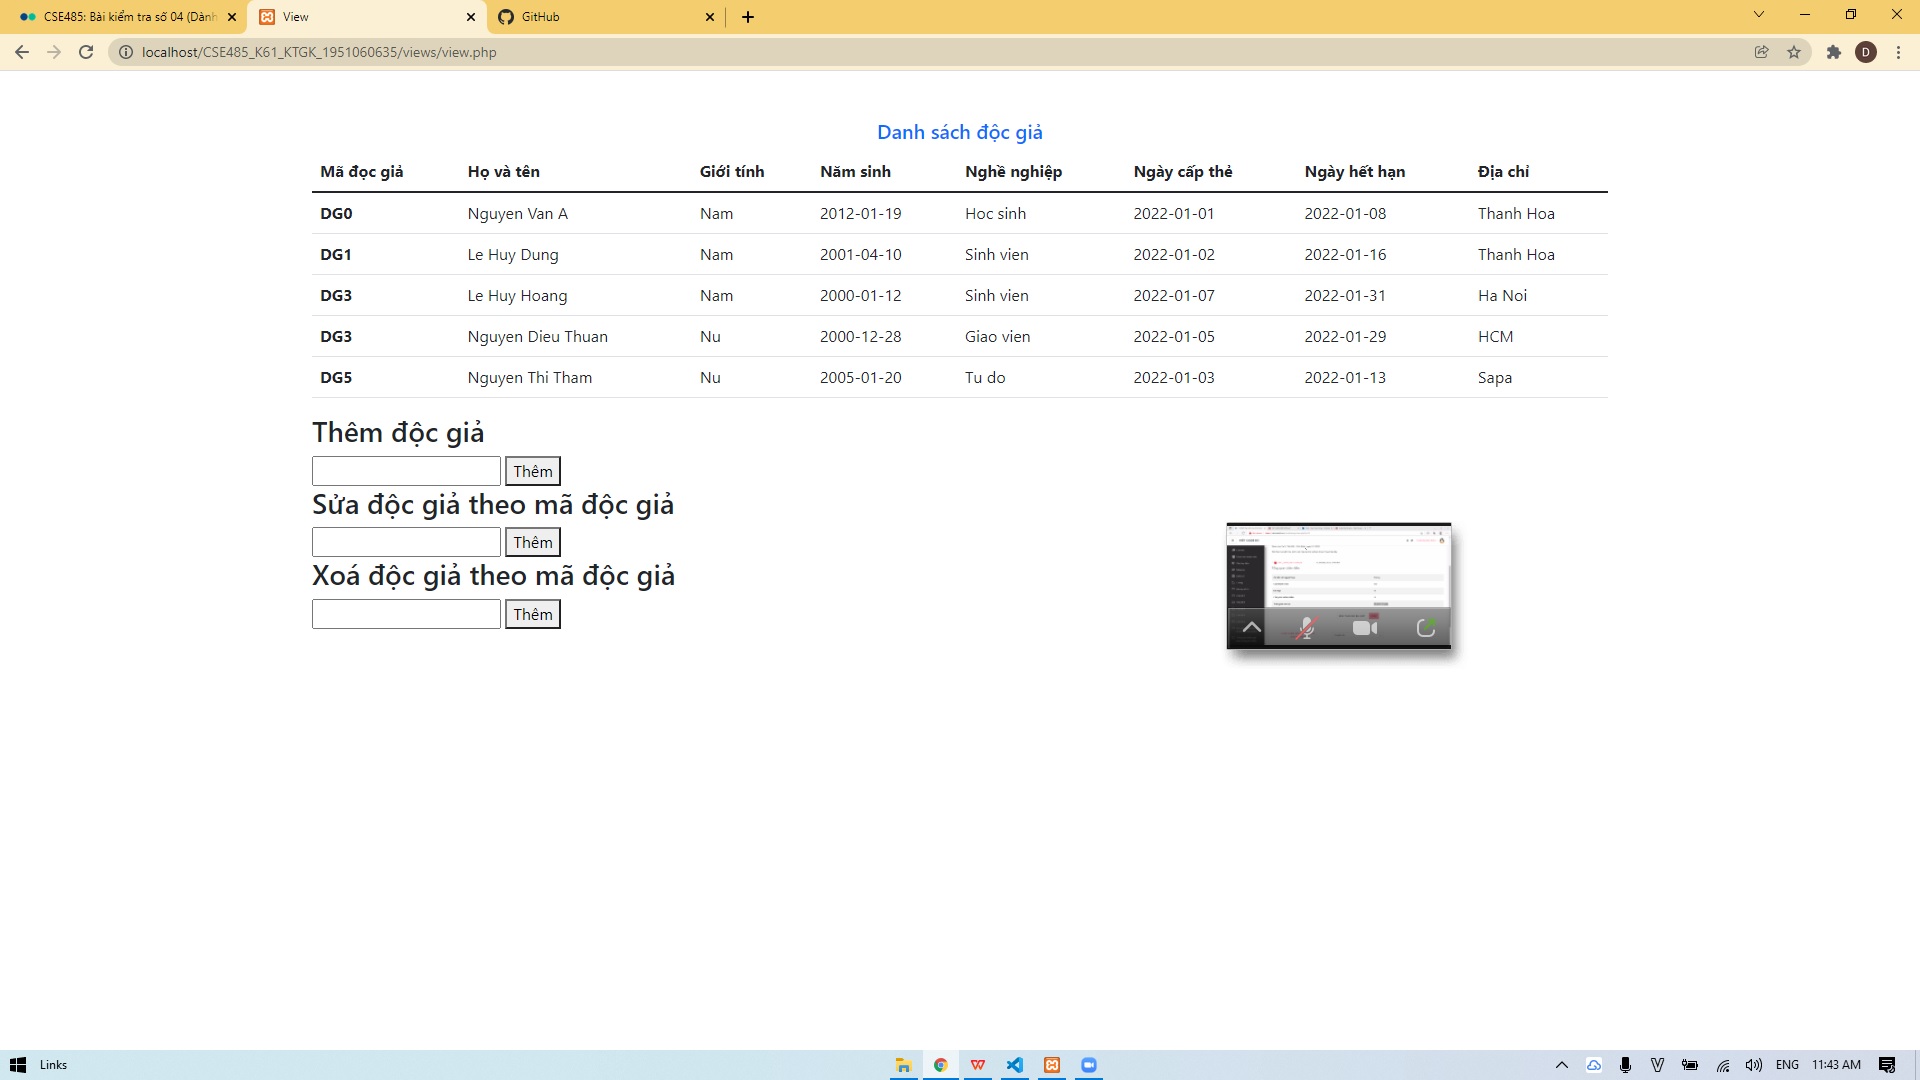 CSE485: Bài kiểm tra số 04 (Dành
View
GitHub
localhost/CSE485_K61_KTGK_1951060635/views/view.php
D
Danh sách độc giả
Mã đọc giả Họ và tên Giới tính Năm sinh Nghề nghiệp Ngày cấp thẻ Ngày hết hạn Địa chỉ
DG0 Nguyen Van A Nam 2012-01-19 Hoc sinh 2022-01-01 2022-01-08 Thanh Hoa
DG1 Le Huy Dung Nam 2001-04-10 Sinh vien 2022-01-02 2022-01-16 Thanh Hoa
DG3 Le Huy Hoang Nam 2000-01-12 Sinh vien 2022-01-07 2022-01-31 Ha Noi
DG3 Nguyen Dieu Thuan Nu 2000-12-28 Giao vien 2022-01-05 2022-01-29 HCM
DG5 Nguyen Thi Tham Nu 2005-01-20 Tu do 2022-01-03 2022-01-13 Sapa
Thêm độc giả
Thêm
Sửa độc giả theo mã độc giả
Thêm
Xoá độc giả theo mã độc giả
Thêm
Links
ENG
11:43 AM